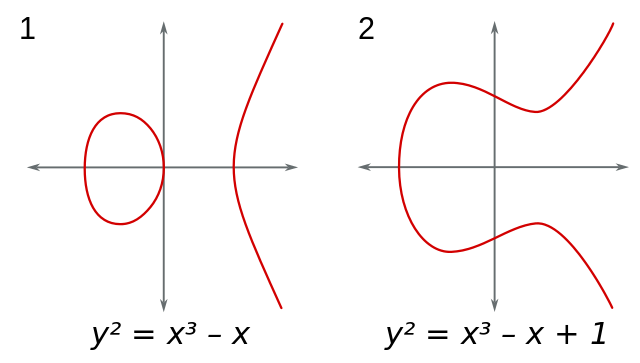 1
2
y² = x³ – x
y² = x³ – x + 1